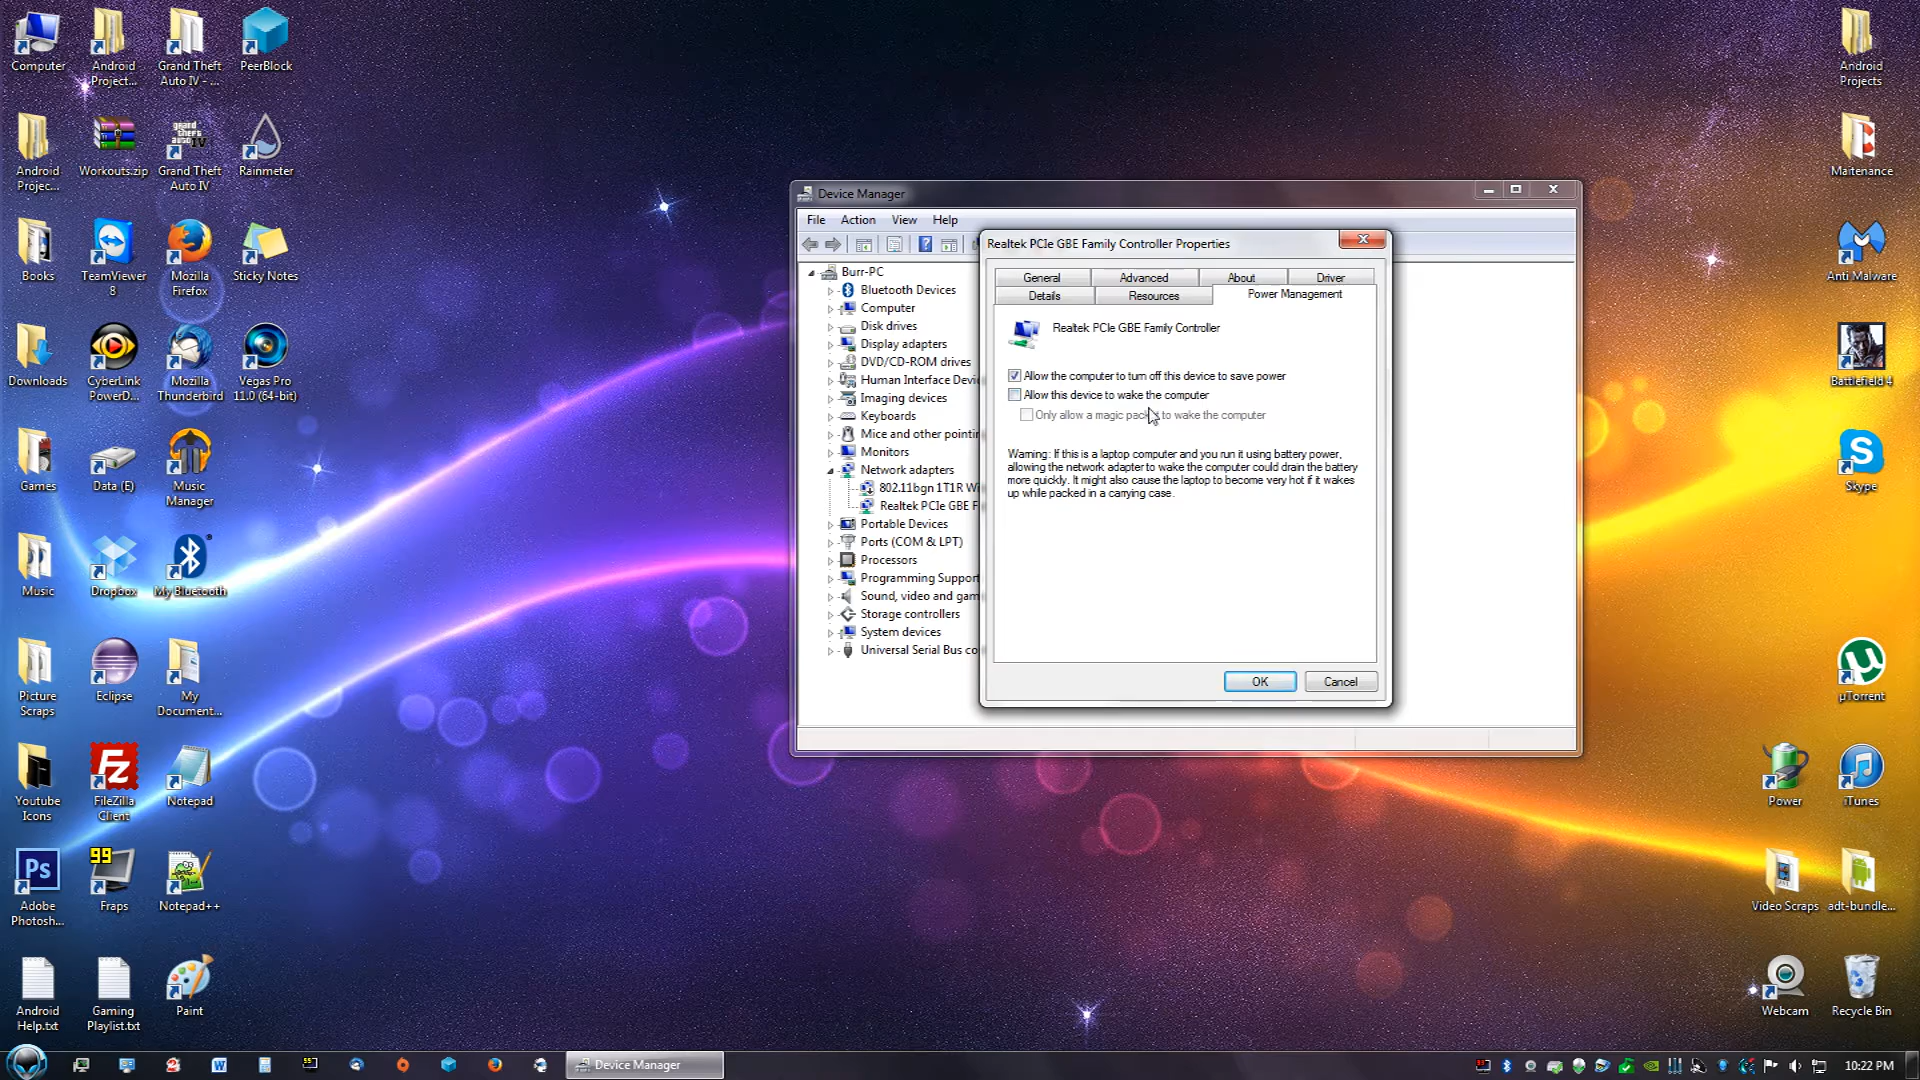 Computer
Android
Project...
Grand Theft
Auto IV - ...
PeerBlock
Android
Projec...
Workouts.zip
Grand Theft
Auto IV
Rainmeter
Books
TeamViewer
8
Mozilla
Firefox
Sticky Notes
Downloads
CyberLink
PowerD...
Mozilla
Thunderbird
Vegas Pro
11.0 (64-bit)
Games
Data (E)
Music
Manager
Music
Dropbox
My Bluetooth
Picture
Scraps
Eclipse
My
Document...
Youtube
Icons
FileZilla
Client
Notepad
99
Ps
Adobe
Photosh...
Fraps
Notepad++
Android
Help.txt
Gaming
Playlist.txt
Paint
Device Manager
File Action View Help
Burr-PC
Bluetooth Devices
Computer
Disk drives
Display adapters
DVD/CD-ROM drives
Human Interface Devi
Imaging devices
Keyboards
Mice and other pointin
Monitors
Network adapters
802.11bgn 1T1R Wi
Realtek PCIe GBE F
Portable Devices
Ports (COM & LPT)
Processors
Programming Support
Sound, video and gam
Storage controllers
System devices
Universal Serial Bus co
Realtek PCIe GBE Family Controller Properties
General Advanced About Driver
Details Resources Power Management
Realtek PCIe GBE Family Controller
Allow the computer to turn off this device to save power
Allow this device to wake the computer
Only allow a magic packet to wake the computer
Warning: If this is a laptop computer and you run it using battery power,
allowing the network adapter to wake the computer could drain the battery
more quickly. It might also cause the laptop to become very hot if it wakes
up while packed in a carrying case.
OK Cancel
Android
Projects
Maitenance
Anti Malware
Battlefield 4
Skype
µTorrent
Power
iTunes
Video Scraps
adt-bundle...
Webcam
Recycle Bin
Device Manager
10:22 PM